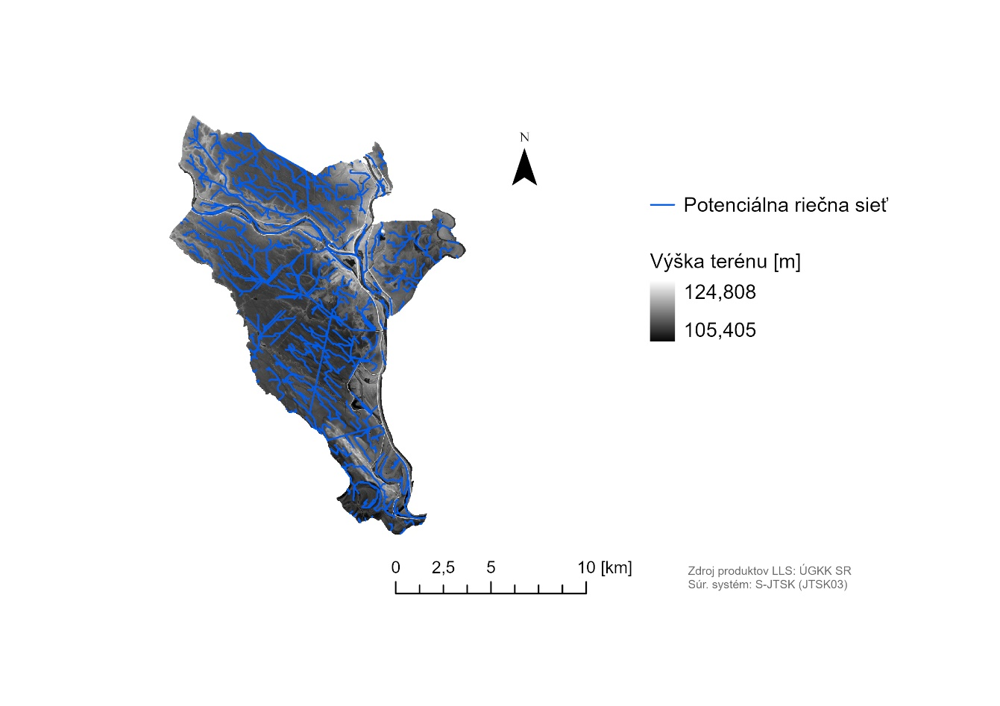 N
Potenciálna riečna sieť
Výška terénu [m]
124,808
105,405
0 2,5 5 10 [km]
Zdroj produktov LLS: ÚGKK SR
Súr. systém: S-JTSK (JTSK03)